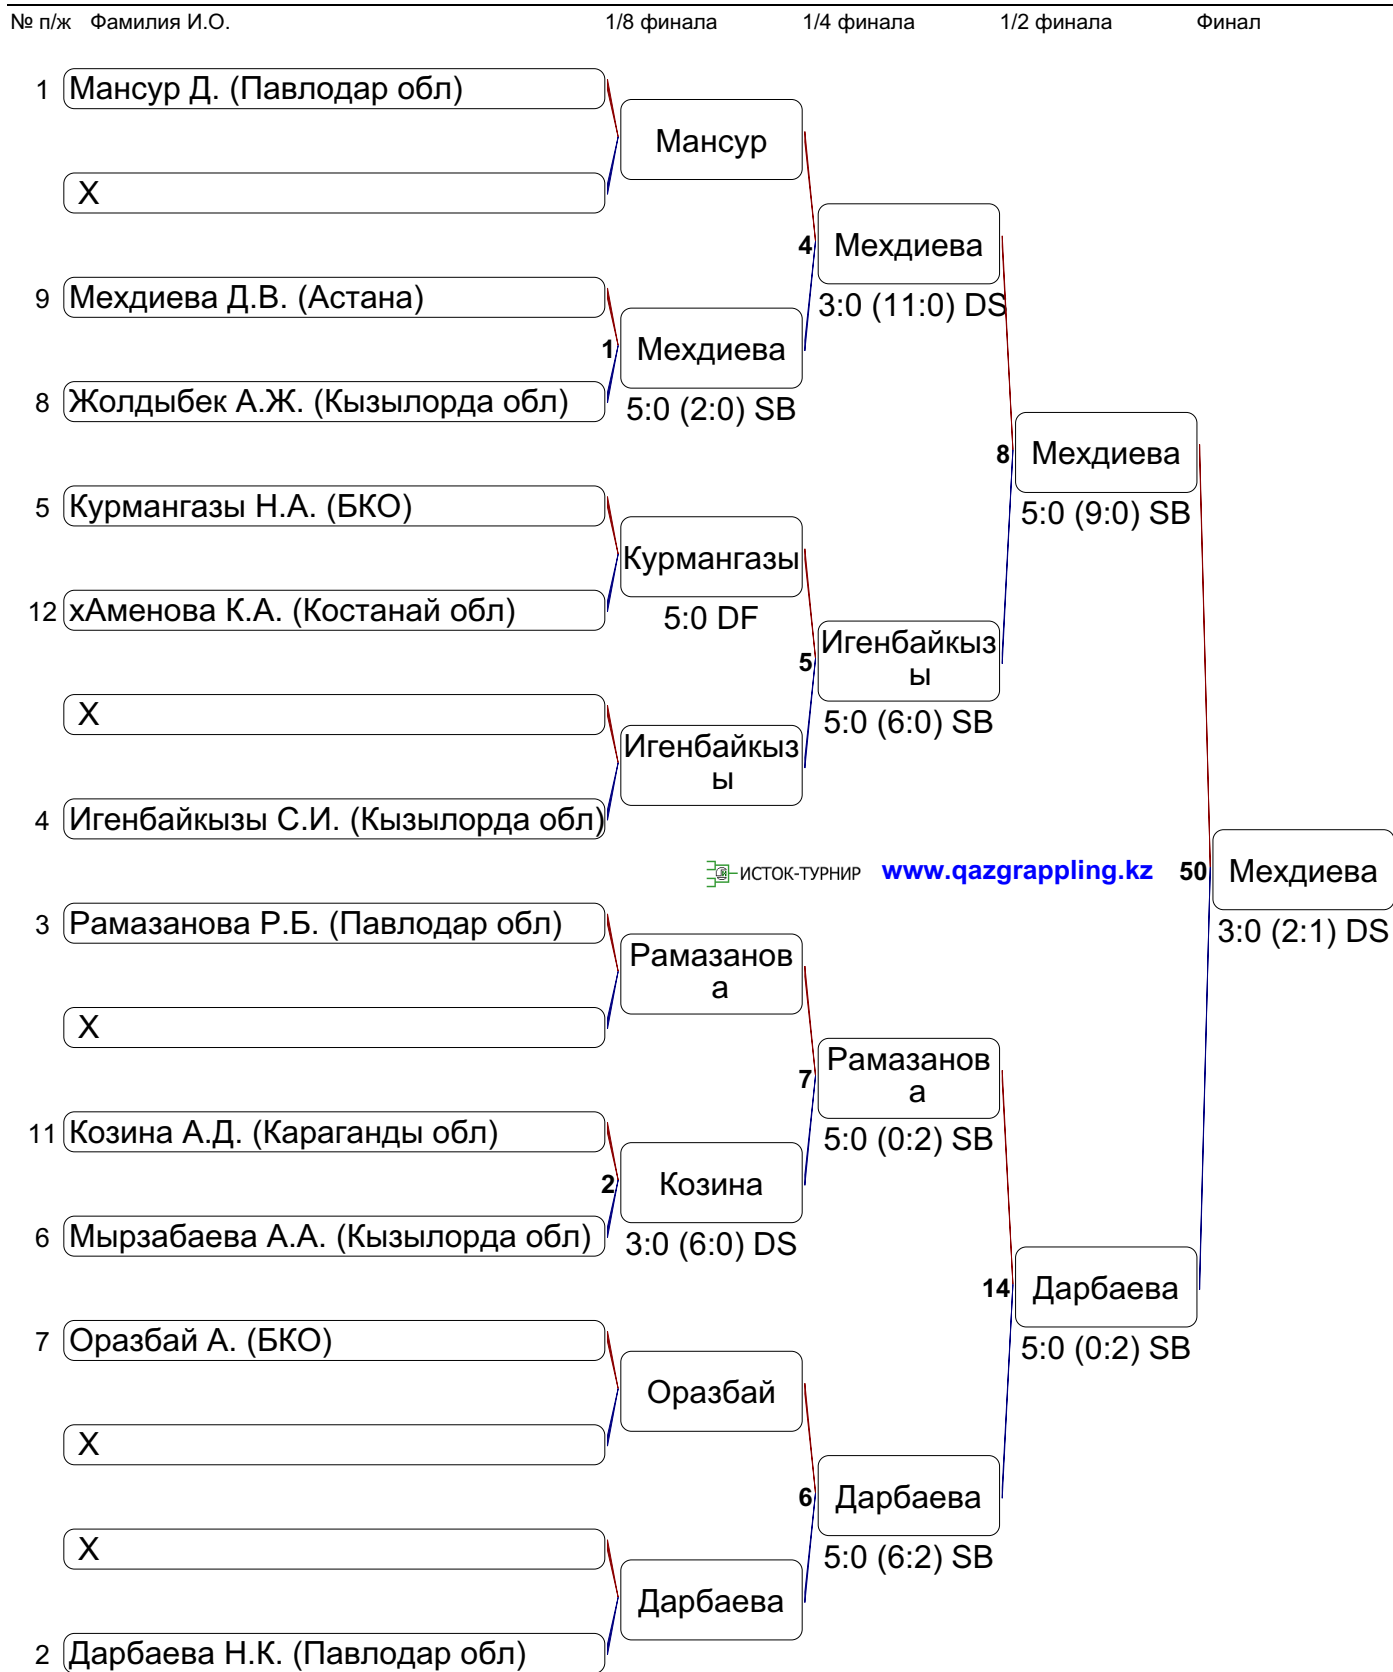 № п/ж Фамилия И.О. 1/8 финала 1/4 финала 1/2 финала Финал
1 Мансур Д. (Павлодар обл)
Мансур
X
4 Мехдиева
9 Мехдиева Д.В. (Астана)
3:0 (11:0) DS
1 Мехдиева
8 Жолдыбек А.Ж. (Кызылорда обл)
5:0 (2:0) SB
8 Мехдиева
5 Курмангазы Н.А. (БКО)
5:0 (9:0) SB
Курмангазы
12 хАменова К.А. (Костанай обл)
5:0 DF
5 Игенбайкыз
ы
X
5:0 (6:0) SB
Игенбайкыз
ы
4 Игенбайкызы С.И. (Кызылорда обл)
ИСТОК-ТУРНИР www.qazgrappling.kz 50 Мехдиева
3 Рамазанова Р.Б. (Павлодар обл)
3:0 (2:1) DS
Рамазанов
а
X
7 Рамазанов
а
11 Козина А.Д. (Караганды обл)
5:0 (0:2) SB
2 Козина
6 Мырзабаева А.А. (Кызылорда обл)
3:0 (6:0) DS
14 Дарбаева
7 Оразбай А. (БКО)
5:0 (0:2) SB
Оразбай
X
6 Дарбаева
X
5:0 (6:2) SB
Дарбаева
2 Дарбаева Н.К. (Павлодар обл)